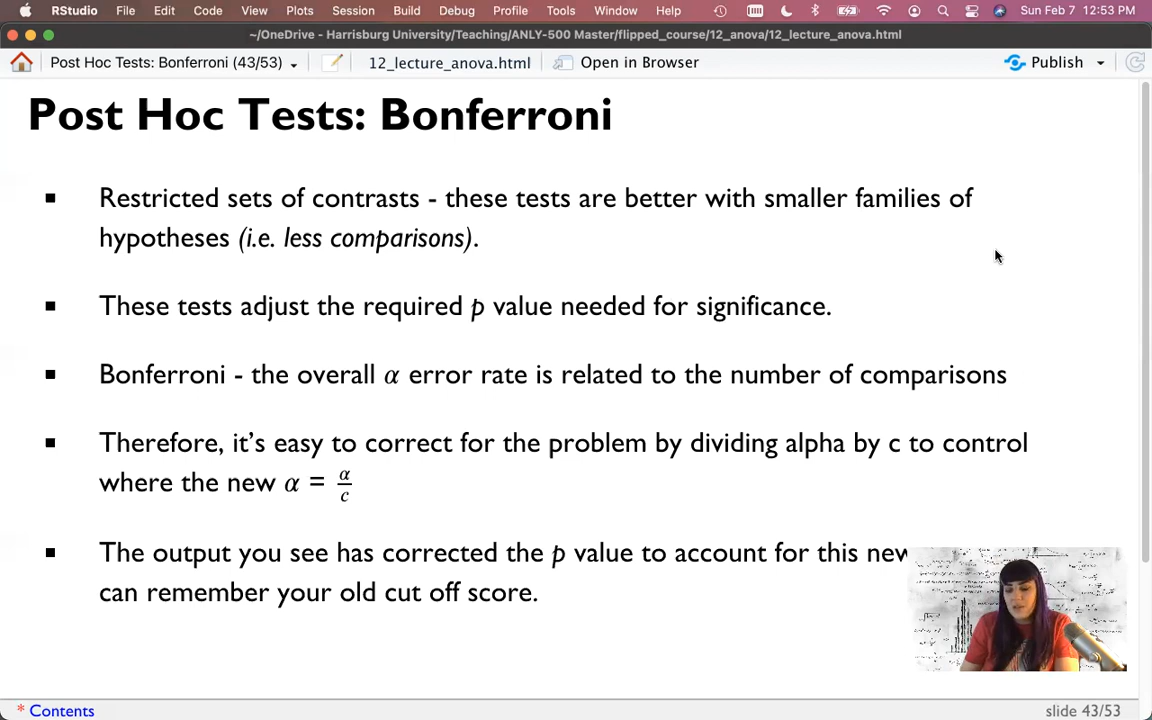 RStudio File Edit Code View Plots Session Build Debug Profile Tools Window Help Sun Feb 7 12:53 PM
~/OneDrive - Harrisburg University/Teaching/ANLY-500 Master/flipped_course/12_anova/12_lecture_anova.html
Post Hoc Tests: Bonferroni (43/53) 12_lecture_anova.html Open in Browser Publish
Post Hoc Tests: Bonferroni
Restricted sets of contrasts - these tests are better with smaller families of
hypotheses (i.e. less comparisons).
These tests adjust the required p value needed for significance.
Bonferroni - the overall α error rate is related to the number of comparisons
Therefore, it's easy to correct for the problem by dividing alpha by c to control
where the new α = α/c
The output you see has corrected the p value to account for this new
can remember your old cut off score.
* Contents slide 43/53